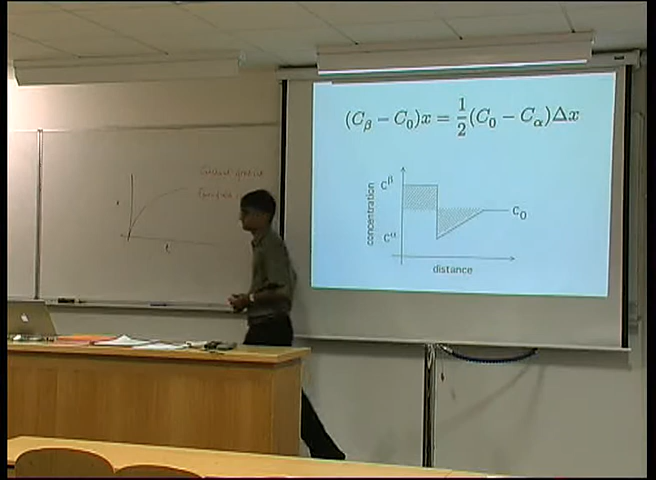 (C_β − C_0)x = 1/2 (C_0 − C_α)Δx
C^β
C_0
concentration
C^α
distance
t